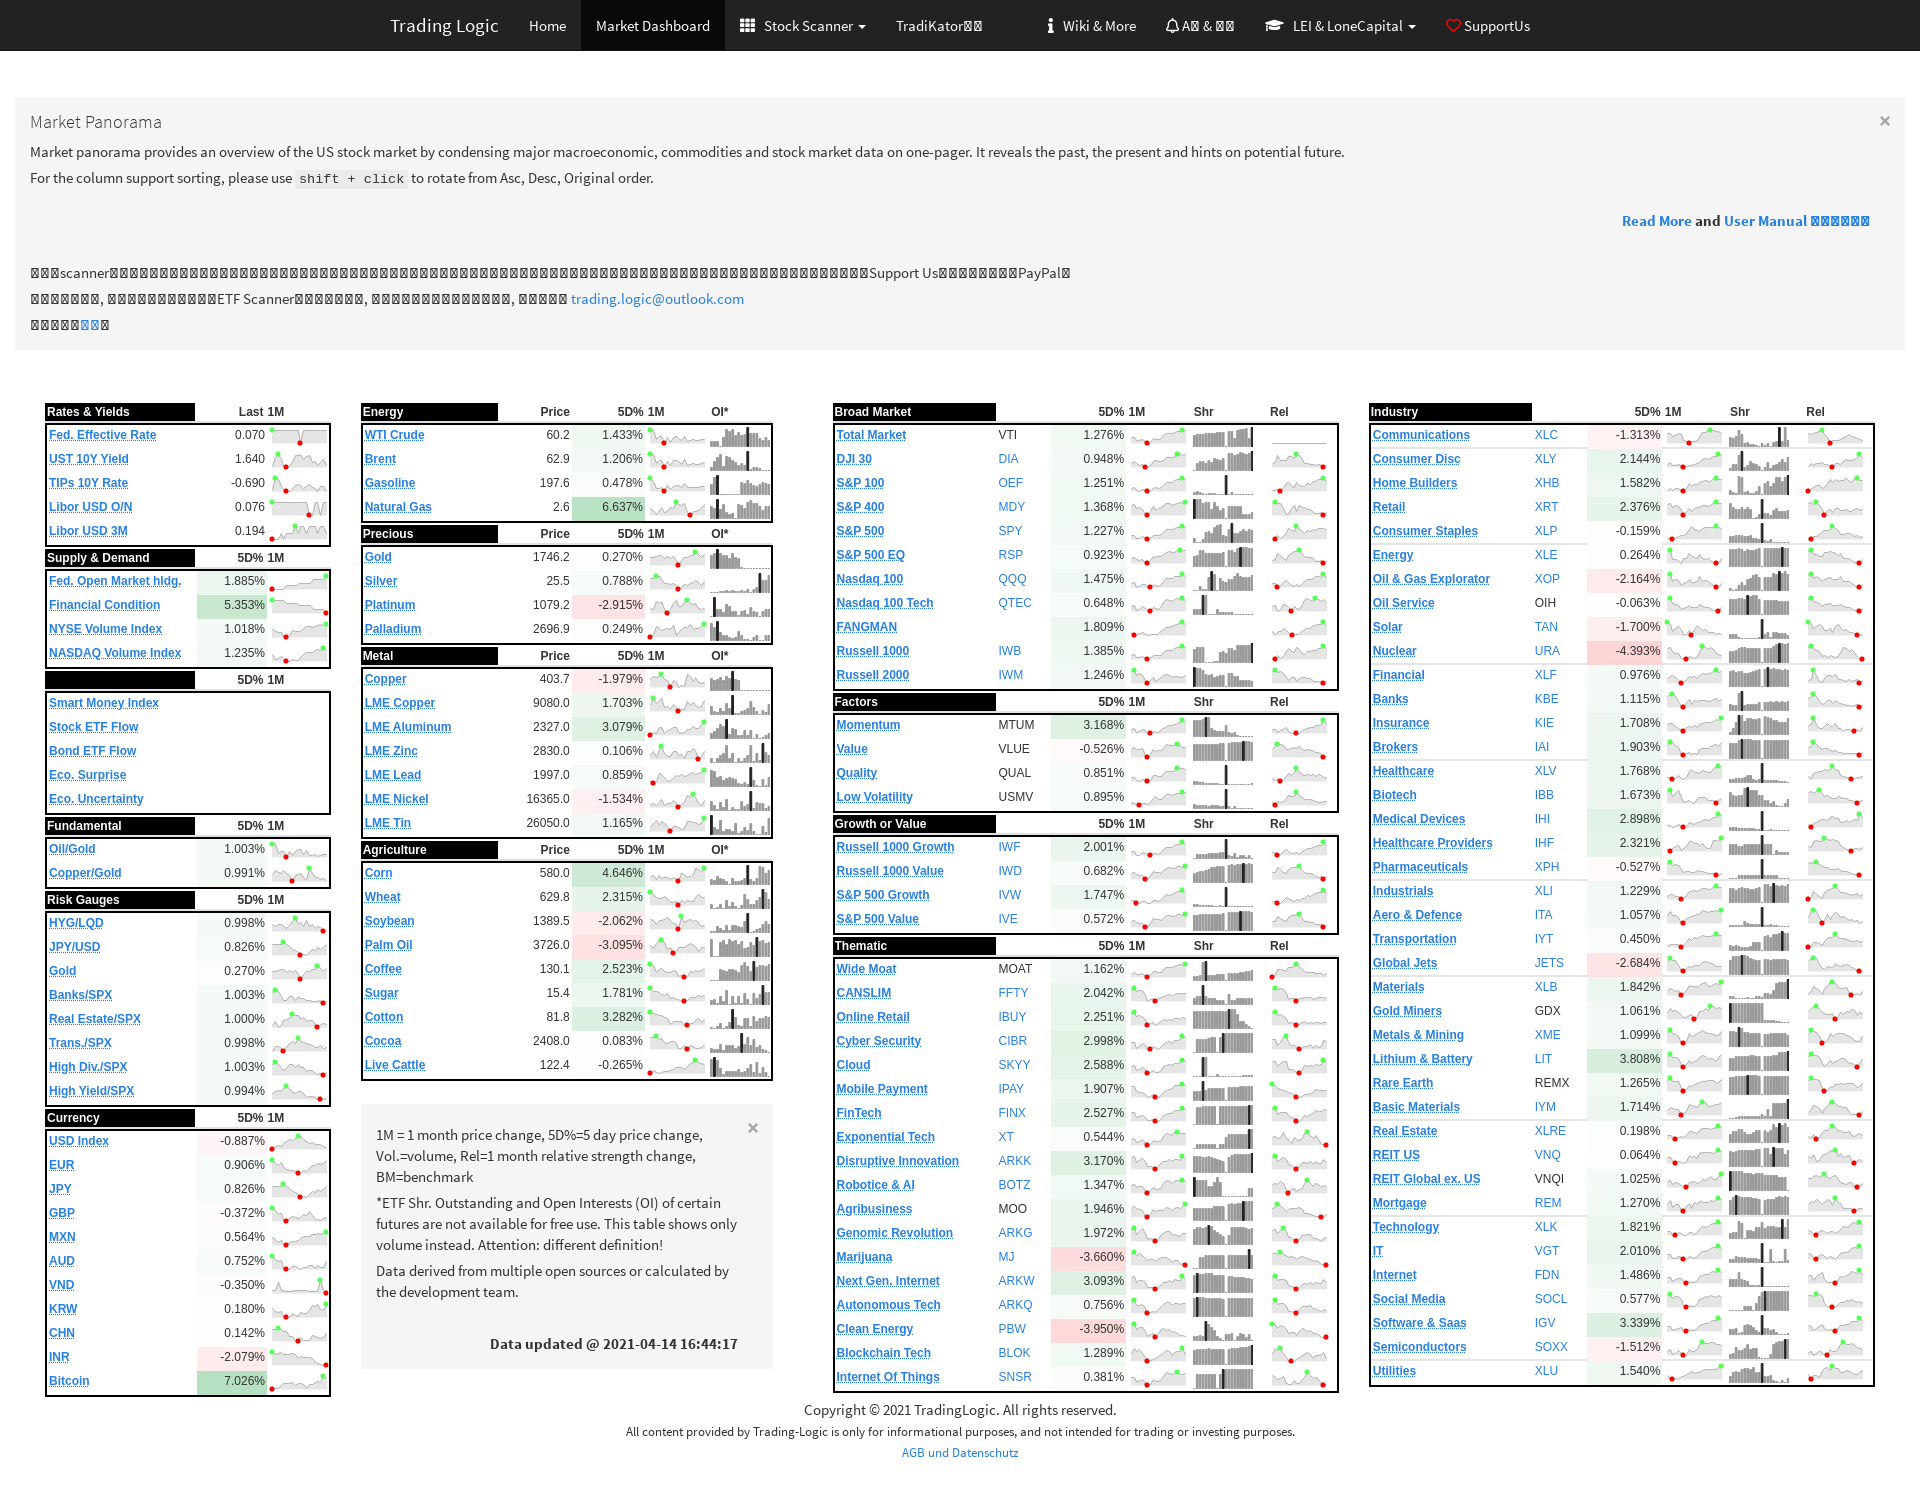 Trading Logic Home Market Dashboard Stock Scanner TradiKator Wiki & More A & LEI & LoneCapital SupportUs
Market Panorama ×
Market panorama provides an overview of the US stock market by condensing major macroeconomic, commodities and stock market data on one-pager. It reveals the past, the present and hints on potential future.
For the column support sorting, please use shift + click to rotate from Asc, Desc, Original order.
Read More and User Manual
scanner Support Us PayPal
, ETF Scanner , , trading.logic@outlook.com
Rates & Yields Last 1M
Fed. Effective Rate 0.070
UST 10Y Yield 1.640
TIPs 10Y Rate -0.690
Libor USD O/N 0.076
Libor USD 3M 0.194
Supply & Demand 5D% 1M
Fed. Open Market hldg. 1.885%
Financial Condition 5.353%
NYSE Volume Index 1.018%
NASDAQ Volume Index 1.235%
5D% 1M
Smart Money Index
Stock ETF Flow
Bond ETF Flow
Eco. Surprise
Eco. Uncertainty
Fundamental 5D% 1M
Oil/Gold 1.003%
Copper/Gold 0.991%
Risk Gauges 5D% 1M
HYG/LQD 0.998%
JPY/USD 0.826%
Gold 0.270%
Banks/SPX 1.003%
Real Estate/SPX 1.000%
Trans./SPX 0.998%
High Div./SPX 1.003%
High Yield/SPX 0.994%
Currency 5D% 1M
USD Index -0.887%
EUR 0.906%
JPY 0.826%
GBP -0.372%
MXN 0.564%
AUD 0.752%
VND -0.350%
KRW 0.180%
CHN 0.142%
INR -2.079%
Bitcoin 7.026%
Energy Price 5D% 1M OI*
WTI Crude 60.2 1.433%
Brent 62.9 1.206%
Gasoline 197.6 0.478%
Natural Gas 2.6 6.637%
Precious Price 5D% 1M OI*
Gold 1746.2 0.270%
Silver 25.5 0.788%
Platinum 1079.2 -2.915%
Palladium 2696.9 0.249%
Metal Price 5D% 1M OI*
Copper 403.7 -1.979%
LME Copper 9080.0 1.703%
LME Aluminum 2327.0 3.079%
LME Zinc 2830.0 0.106%
LME Lead 1997.0 0.859%
LME Nickel 16365.0 -1.534%
LME Tin 26050.0 1.165%
Agriculture Price 5D% 1M OI*
Corn 580.0 4.646%
Wheat 629.8 2.315%
Soybean 1389.5 -2.062%
Palm Oil 3726.0 -3.095%
Coffee 130.1 2.523%
Sugar 15.4 1.781%
Cotton 81.8 3.282%
Cocoa 2408.0 0.083%
Live Cattle 122.4 -0.265%
×
1M = 1 month price change, 5D%=5 day price change,
Vol.=volume, Rel=1 month relative strength change,
BM=benchmark
*ETF Shr. Outstanding and Open Interests (OI) of certain
futures are not available for free use. This table shows only
volume instead. Attention: different definition!
Data derived from multiple open sources or calculated by
the development team.
Data updated @ 2021-04-14 16:44:17
Broad Market 5D% 1M Shr Rel
Total Market VTI 1.276%
DJI 30 DIA 0.948%
S&P 100 OEF 1.251%
S&P 400 MDY 1.368%
S&P 500 SPY 1.227%
S&P 500 EQ RSP 0.923%
Nasdaq 100 QQQ 1.475%
Nasdaq 100 Tech QTEC 0.648%
FANGMAN 1.809%
Russell 1000 IWB 1.385%
Russell 2000 IWM 1.246%
Factors 5D% 1M Shr Rel
Momentum MTUM 3.168%
Value VLUE -0.526%
Quality QUAL 0.851%
Low Volatility USMV 0.895%
Growth or Value 5D% 1M Shr Rel
Russell 1000 Growth IWF 2.001%
Russell 1000 Value IWD 0.682%
S&P 500 Growth IVW 1.747%
S&P 500 Value IVE 0.572%
Thematic 5D% 1M Shr Rel
Wide Moat MOAT 1.162%
CANSLIM FFTY 2.042%
Online Retail IBUY 2.251%
Cyber Security CIBR 2.998%
Cloud SKYY 2.588%
Mobile Payment IPAY 1.907%
FinTech FINX 2.527%
Exponential Tech XT 0.544%
Disruptive Innovation ARKK 3.170%
Robotice & AI BOTZ 1.347%
Agribusiness MOO 1.946%
Genomic Revolution ARKG 1.972%
Marijuana MJ -3.660%
Next Gen. Internet ARKW 3.093%
Autonomous Tech ARKQ 0.756%
Clean Energy PBW -3.950%
Blockchain Tech BLOK 1.289%
Internet Of Things SNSR 0.381%
Industry 5D% 1M Shr Rel
Communications XLC -1.313%
Consumer Disc XLY 2.144%
Home Builders XHB 1.582%
Retail XRT 2.376%
Consumer Staples XLP -0.159%
Energy XLE 0.264%
Oil & Gas Explorator XOP -2.164%
Oil Service OIH -0.063%
Solar TAN -1.700%
Nuclear URA -4.393%
Financial XLF 0.976%
Banks KBE 1.115%
Insurance KIE 1.708%
Brokers IAI 1.903%
Healthcare XLV 1.768%
Biotech IBB 1.673%
Medical Devices IHI 2.898%
Healthcare Providers IHF 2.321%
Pharmaceuticals XPH -0.527%
Industrials XLI 1.229%
Aero & Defence ITA 1.057%
Transportation IYT 0.450%
Global Jets JETS -2.684%
Materials XLB 1.842%
Gold Miners GDX 1.061%
Metals & Mining XME 1.099%
Lithium & Battery LIT 3.808%
Rare Earth REMX 1.265%
Basic Materials IYM 1.714%
Real Estate XLRE 0.198%
REIT US VNQ 0.064%
REIT Global ex. US VNQI 1.025%
Mortgage REM 1.270%
Technology XLK 1.821%
IT VGT 2.010%
Internet FDN 1.486%
Social Media SOCL 0.577%
Software & Saas IGV 3.339%
Semiconductors SOXX -1.512%
Utilities XLU 1.540%
Copyright © 2021 TradingLogic. All rights reserved.
All content provided by Trading-Logic is only for informational purposes, and not intended for trading or investing purposes.
AGB und Datenschutz